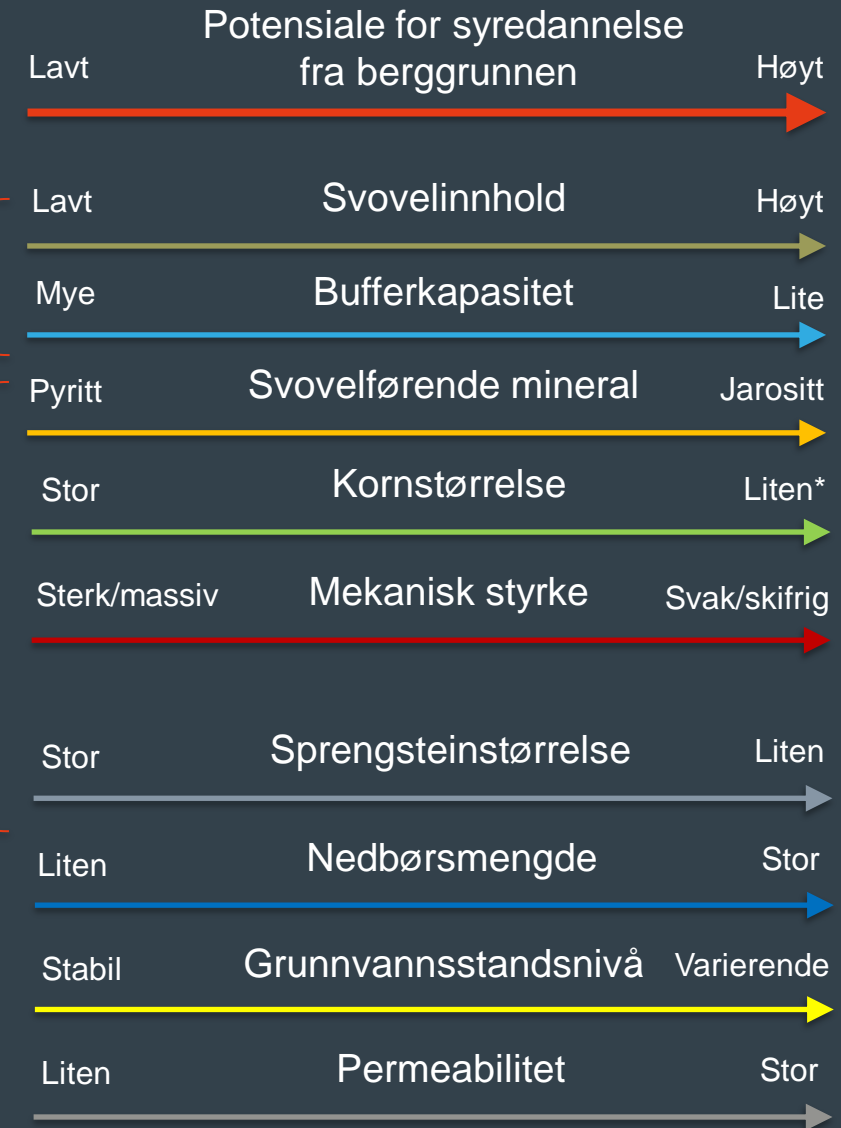 Potensiale for syredannelse
Lavt fra berggrunnen Høyt
Lavt Svovelinnhold Høyt
Mye Bufferkapasitet Lite
Pyritt Svovelførende mineral Jarositt
Stor Kornstørrelse Liten*
Sterk/massiv Mekanisk styrke Svak/skifrig
Stor Sprengsteinstørrelse Liten
Liten Nedbørsmengde Stor
Stabil Grunnvannsstandsnivå Varierende
Liten Permeabilitet Stor